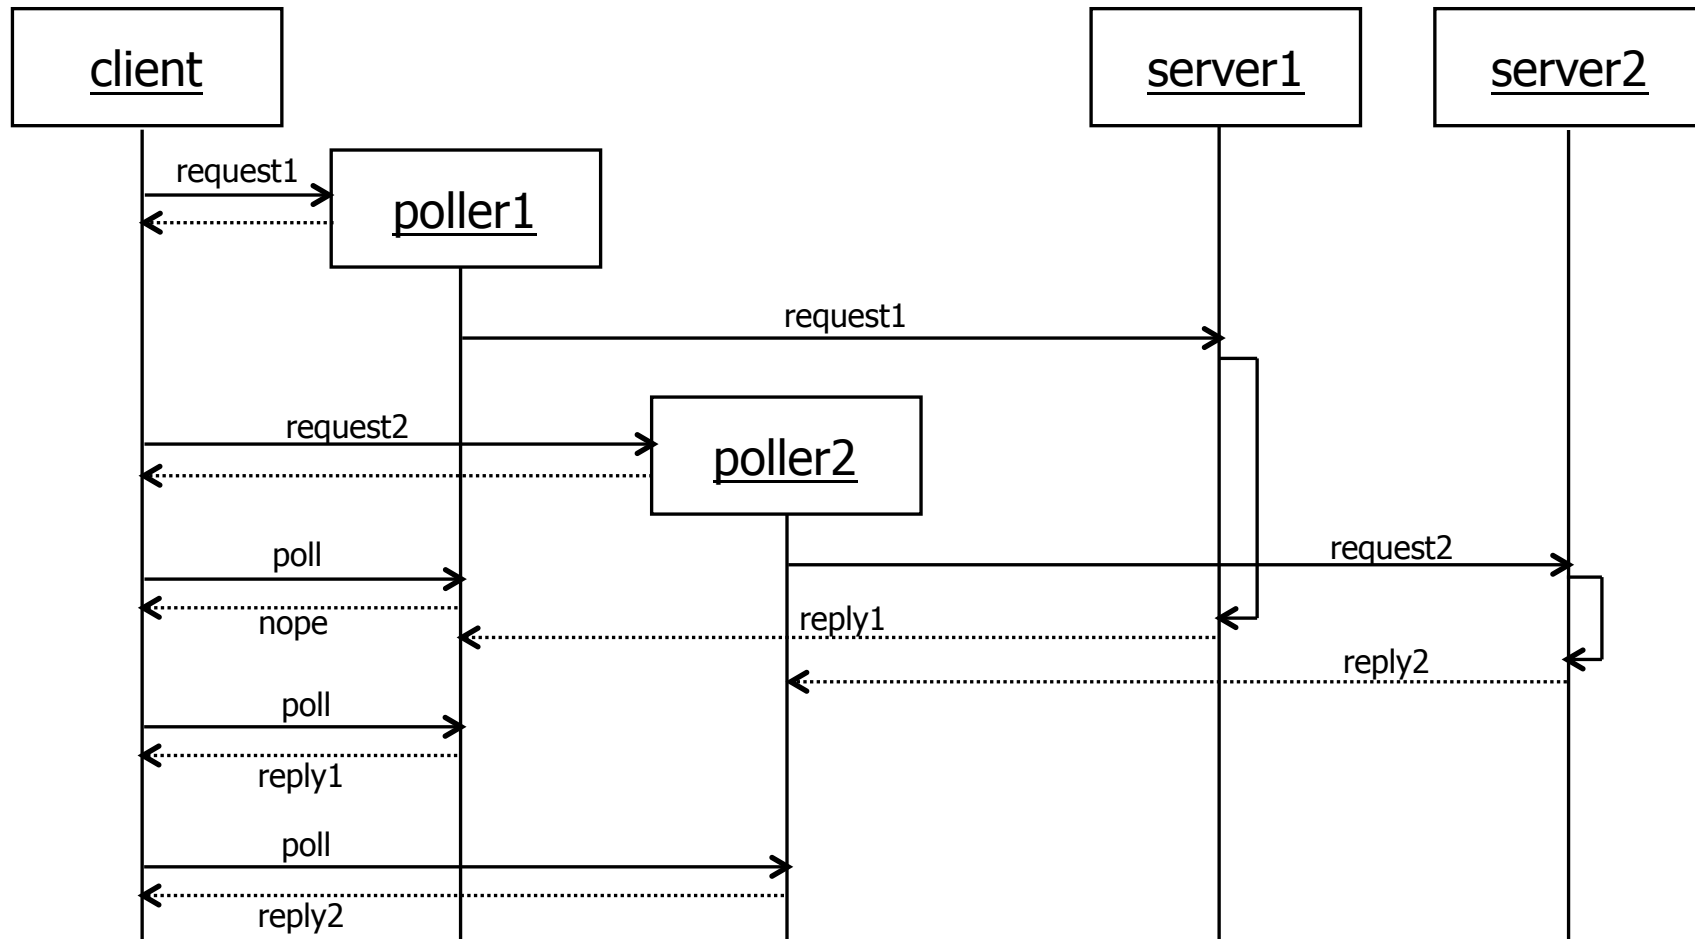 client
server1
server2
request1
poller1
request1
request2
poller2
poll
request2
nope
reply1
reply2
poll
reply1
poll
reply2